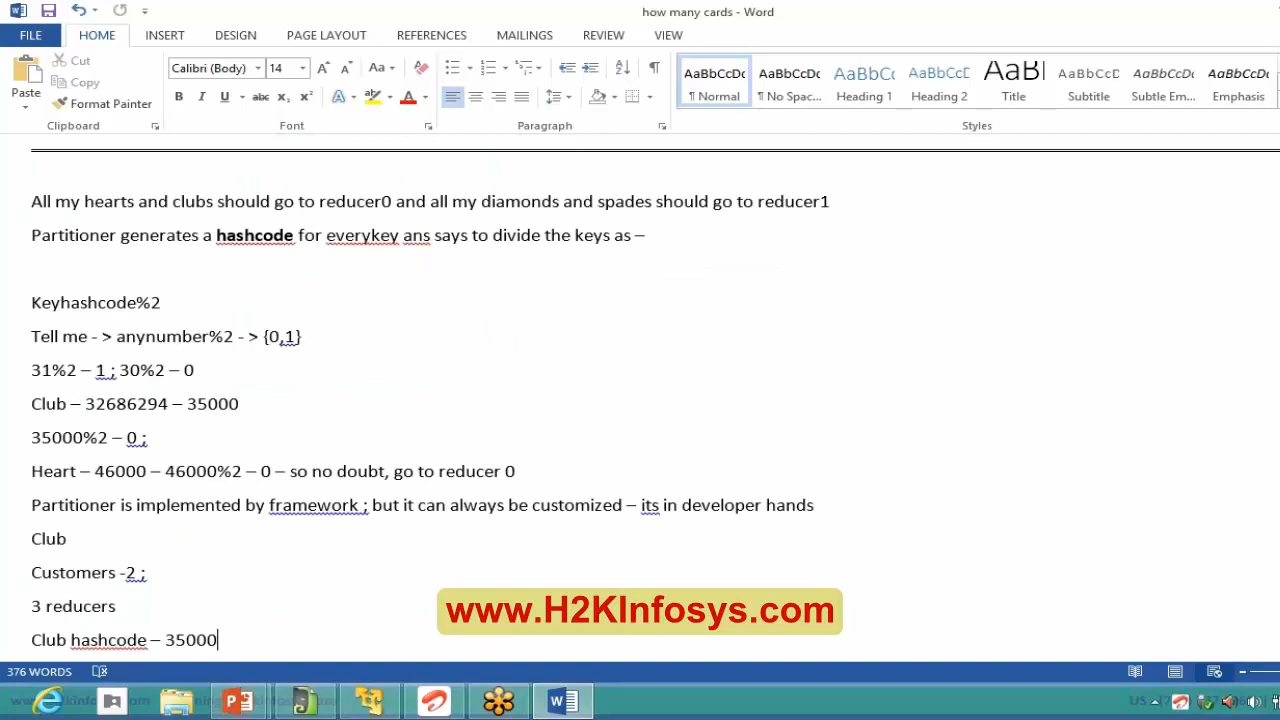 how many cards - Word
FILE HOME INSERT DESIGN PAGE LAYOUT REFERENCES MAILINGS REVIEW VIEW
Cut
Copy
Paste
Format Painter
Calibri (Body) 14
AaBbCcDc AaBbCcDc AaBbCc AaBbCcC AaBl AaBbCcD AaBbCcDc AaBbCcDc
¶ Normal ¶ No Spac... Heading 1 Heading 2 Title Subtitle Subtle Em... Emphasis
Clipboard Font Paragraph Styles
All my hearts and clubs should go to reducer0 and all my diamonds and spades should go to reducer1
Partitioner generates a hashcode for everykey ans says to divide the keys as –
Keyhashcode%2
Tell me - > anynumber%2 - > {0,1}
31%2 – 1 ; 30%2 – 0
Club – 32686294 – 35000
35000%2 – 0 ;
Heart – 46000 – 46000%2 – 0 – so no doubt, go to reducer 0
Partitioner is implemented by framework ; but it can always be customized – its in developer hands
Club
Customers -2 ;
3 reducers
Club hashcode – 35000
www.H2KInfosys.com
376 WORDS